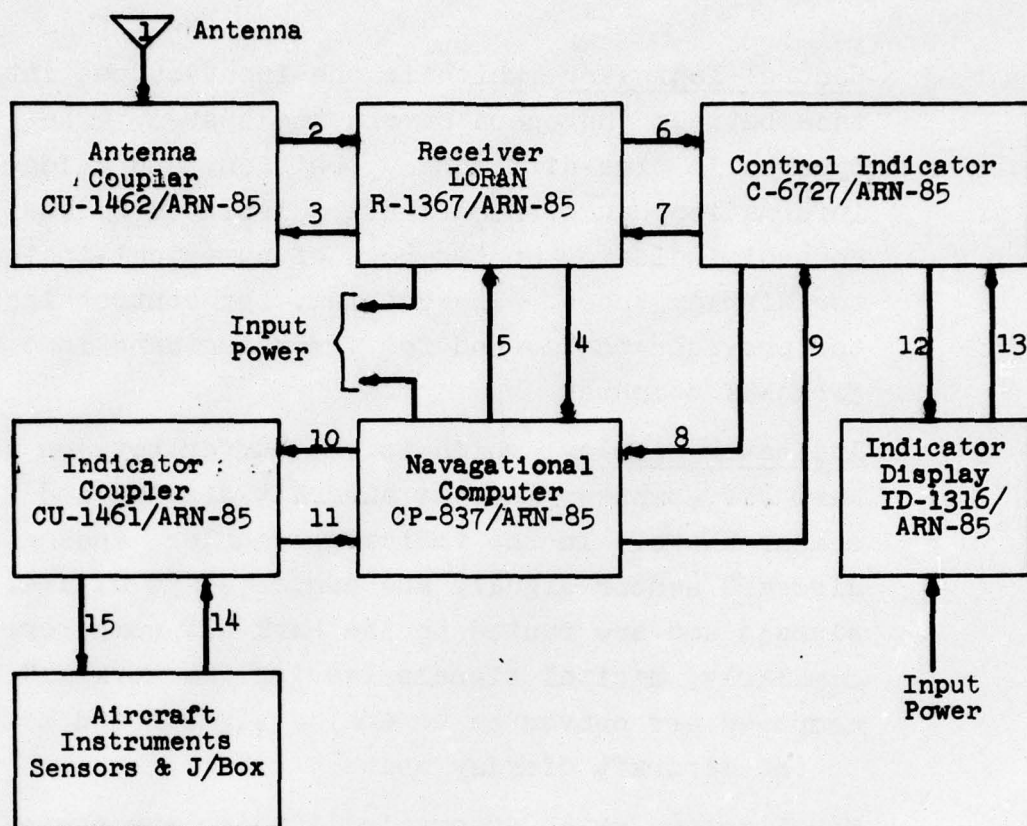 1 Antenna
Antenna
Coupler
CU-1462/ARN-85
2
3
Receiver
LORAN
R-1367/ARN-85
6
7
Control Indicator
C-6727/ARN-85
Input
Power
5
4
9
12
13
Indicator
Coupler
CU-1461/ARN-85
10
11
Navagational
Computer
CP-837/ARN-85
8
Indicator
Display
ID-1316/
ARN-85
15
14
Aircraft
Instruments
Sensors & J/Box
Input
Power